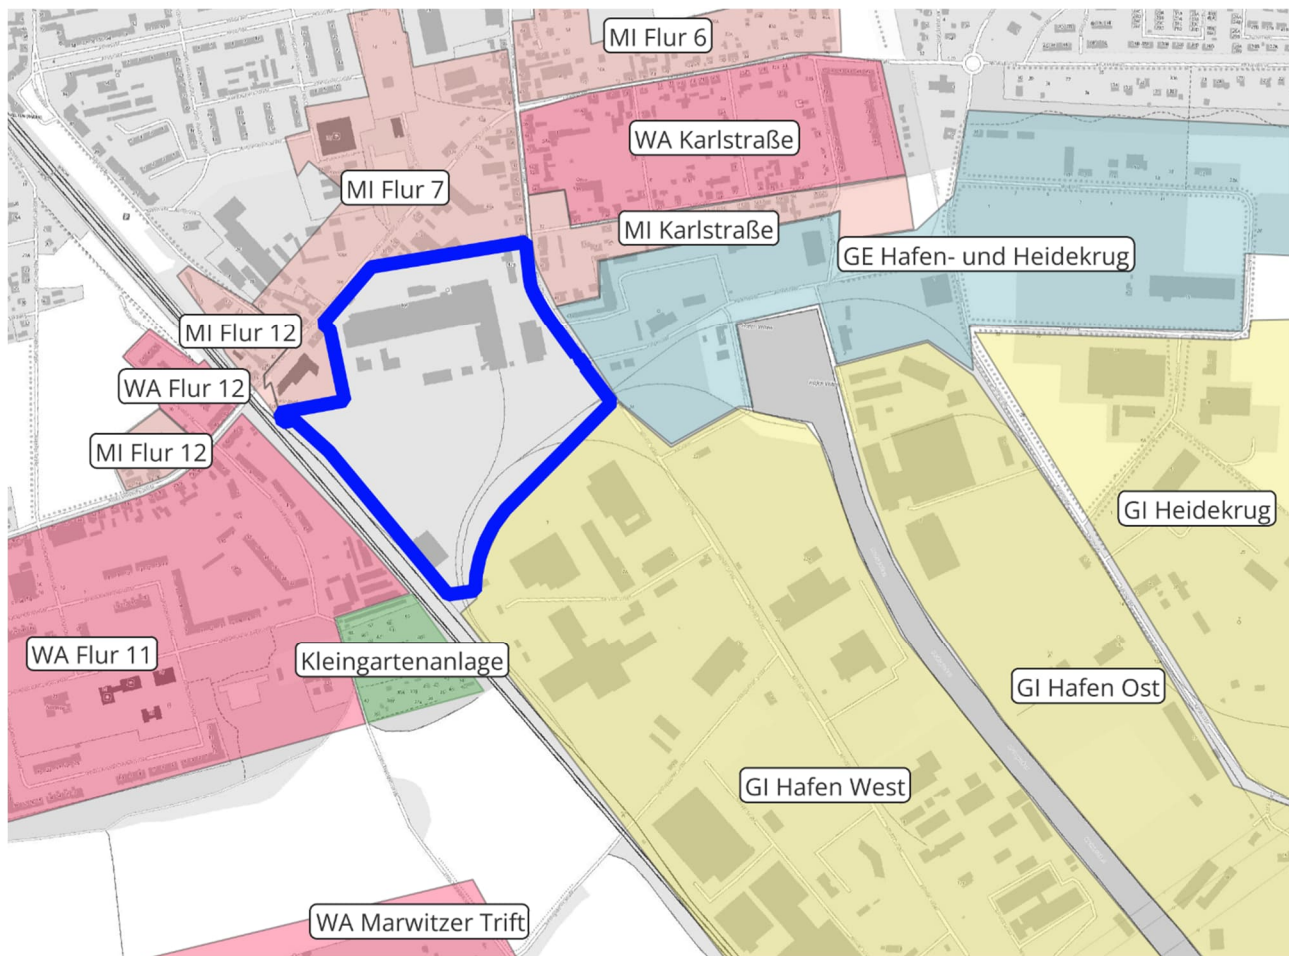 MI Flur 6
WA Karlstraße
MI Flur 7
MI Karlstraße
GE Hafen- und Heidekrug
MI Flur 12
WA Flur 12
MI Flur 12
GI Heidekrug
WA Flur 11
Kleingartenanlage
GI Hafen Ost
GI Hafen West
WA Marwitzer Trift